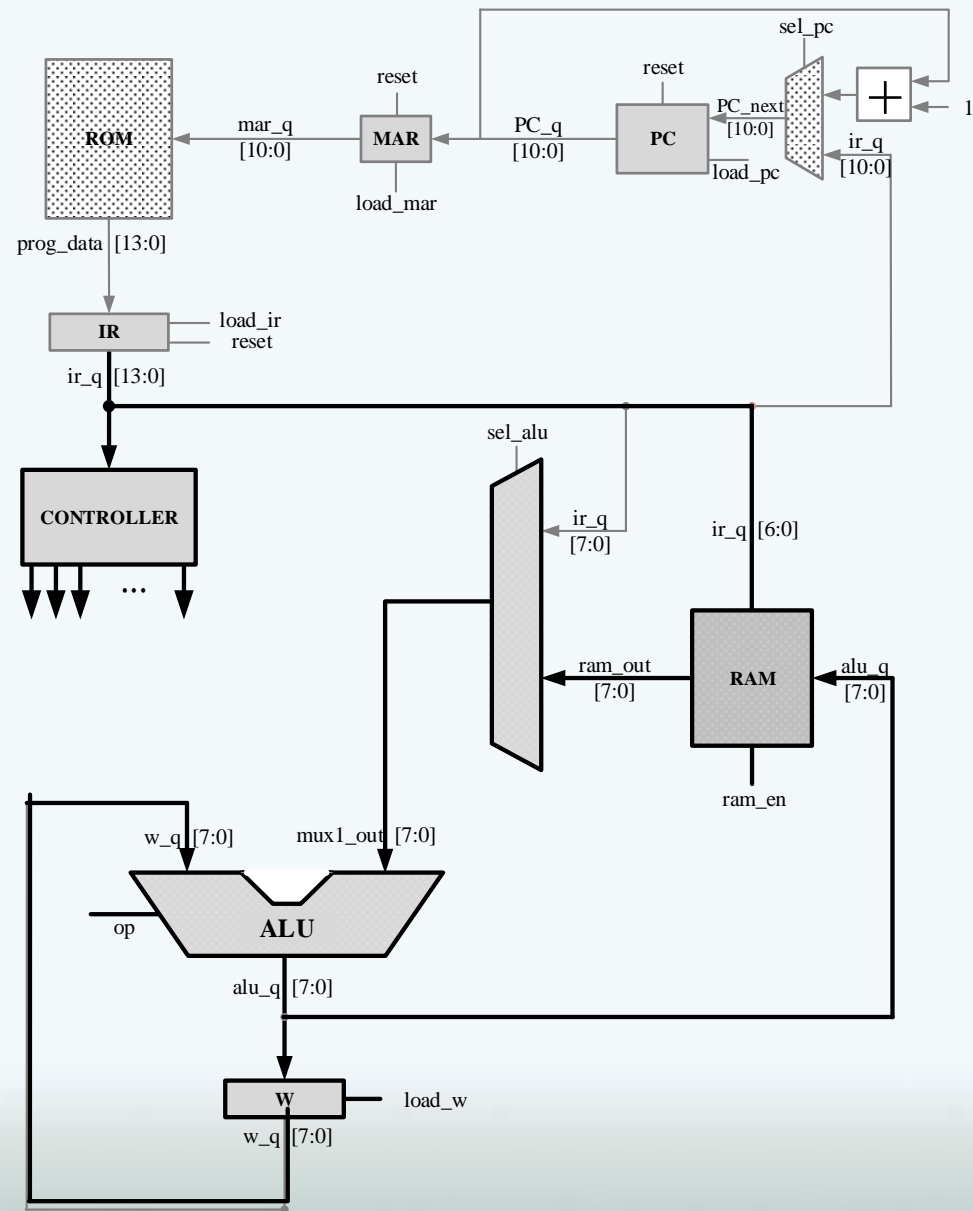 sel_pc
reset
reset
1
ROM
mar_q
[10:0]
MAR
PC_q
[10:0]
PC
PC_next
[10:0]
ir_q
[10:0]
load_pc
load_mar
prog_data [13:0]
IR
load_ir
reset
ir_q [13:0]
sel_alu
CONTROLLER
...
ir_q
[7:0]
ir_q [6:0]
ram_out
[7:0]
RAM
alu_q
[7:0]
ram_en
w_q [7:0]
mux1_out [7:0]
op
ALU
alu_q [7:0]
W
load_w
w_q [7:0]